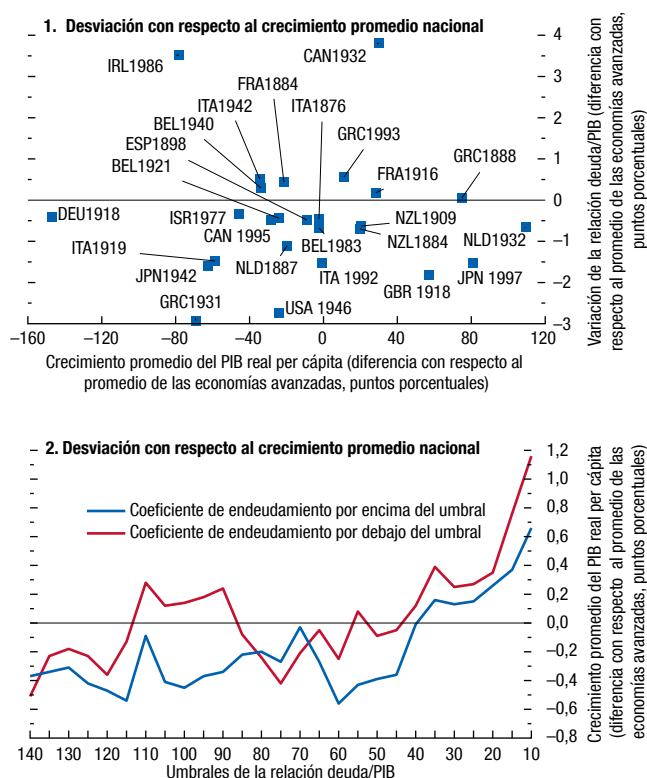 1. Desviación con respecto al crecimiento promedio nacional
IRL1986
CAN1932
FRA1884
ITA1942
ITA1876
BEL1940
ESP1898
BEL1921
GRC1993
FRA1916
GRC1888
DEU1918
ISR1977
CAN 1995
BEL1983
NZL1909
NZL1884
NLD1932
ITA1919
JPN1942
NLD1887
ITA 1992
GBR 1918
JPN 1997
GRC1931
USA 1946
4
3
2
1
0
–1
–2
–3
–160
–120
–80
–40
0
40
80
120
Crecimiento promedio del PIB real per cápita (diferencia con respecto al
promedio de las economías avanzadas, puntos porcentuales)
Variación de la relación deuda/PIB (diferencia con
respecto al promedio de las economías avanzadas,
puntos porcentuales)
2. Desviación con respecto al crecimiento promedio nacional
Coeficiente de endeudamiento por encima del umbral
Coeficiente de endeudamiento por debajo del umbral
1,2
1,0
0,8
0,6
0,4
0,2
0,0
–0,2
–0,4
–0,6
–0,8
140
130
120
110
100
90
80
70
60
50
40
30
20
10
Umbrales de la relación deuda/PIB
Crecimiento promedio del PIB real per cápita
(diferencia con respecto al promedio de las
economías avanzadas, puntos porcentuales)